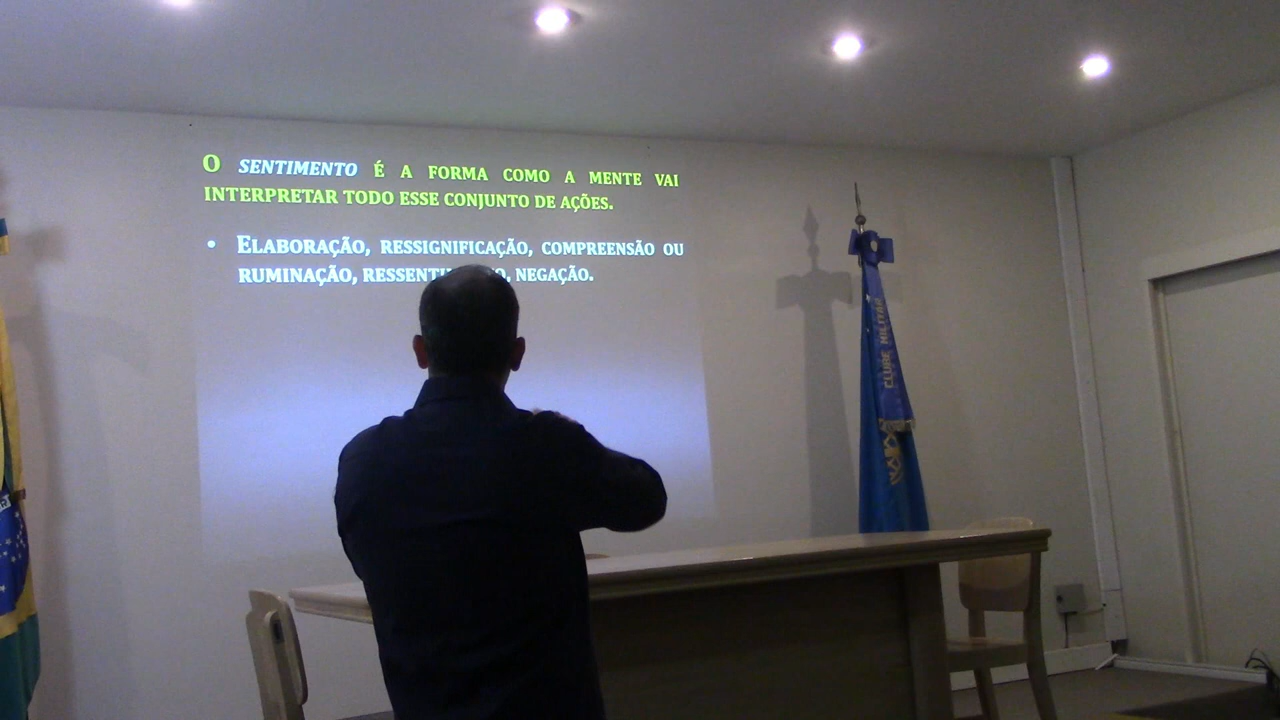 O SENTIMENTO É A FORMA COMO A MENTE VAI
INTERPRETAR TODO ESSE CONJUNTO DE AÇÕES.
• ELABORAÇÃO, RESSIGNIFICAÇÃO, COMPREENSÃO OU
RUMINAÇÃO, NEGAÇÃO.
CLUBE MILITAR